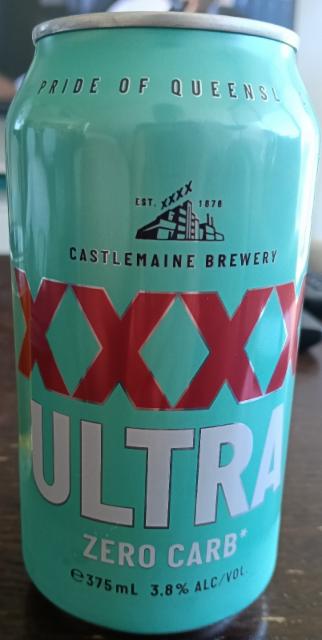 PRIDE OF QUEENSL
XXXX
EST. 1878
CASTLEMAINE BREWERY
XXXX
ULTRA
ZERO CARB*
℮375mL 3.8% ALC/VOL.